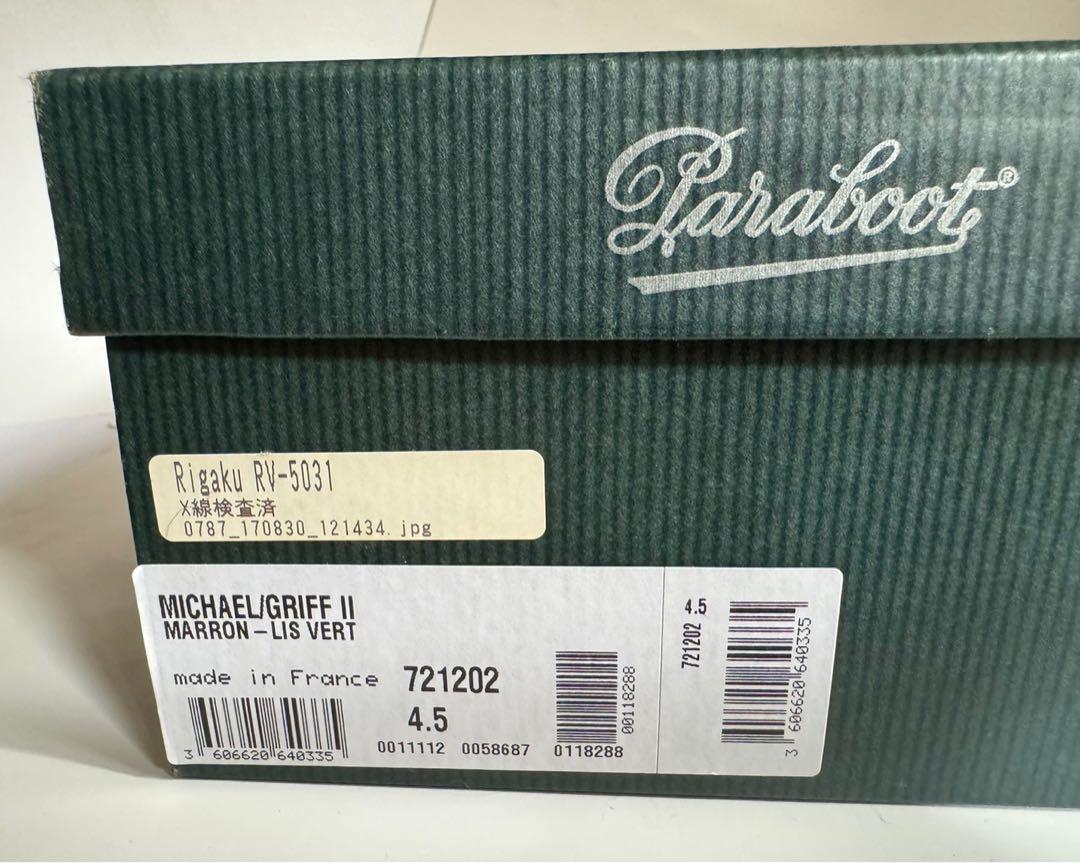 Paraboot®
Rigaku RV-5031
X線検査済
0787_170830_121434.jpg
MICHAEL/GRIFF II
MARRON – LIS VERT
made in France 721202
4.5
3 606620 640335
0011112 0058687 0118288
00118288
4.5
721202
3 606620 640335